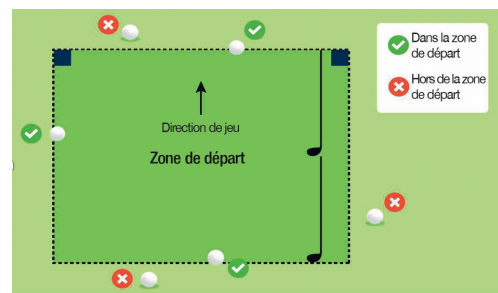 Dans la zone
de départ
Hors de la zone
de départ
Direction de jeu
Zone de départ